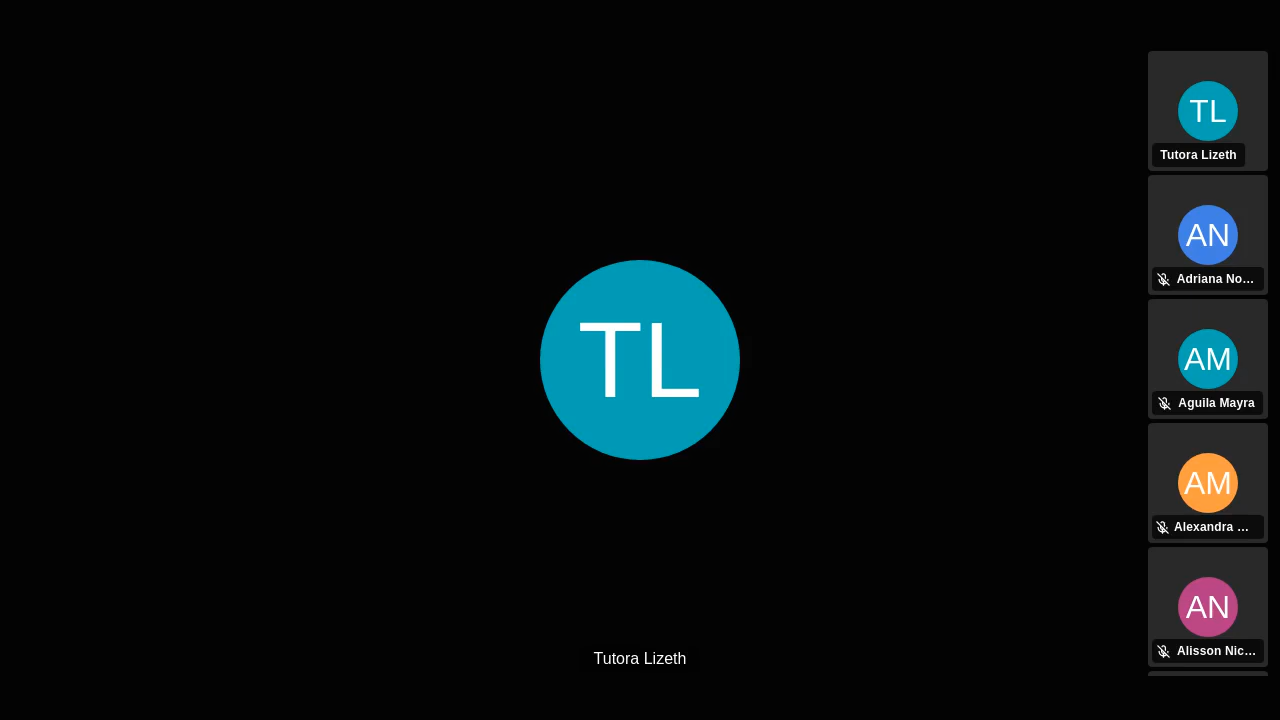 TL
Tutora Lizeth
TL
Tutora Lizeth
AN
Adriana No...
AM
Aguila Mayra
AM
Alexandra ...
AN
Alisson Nic...